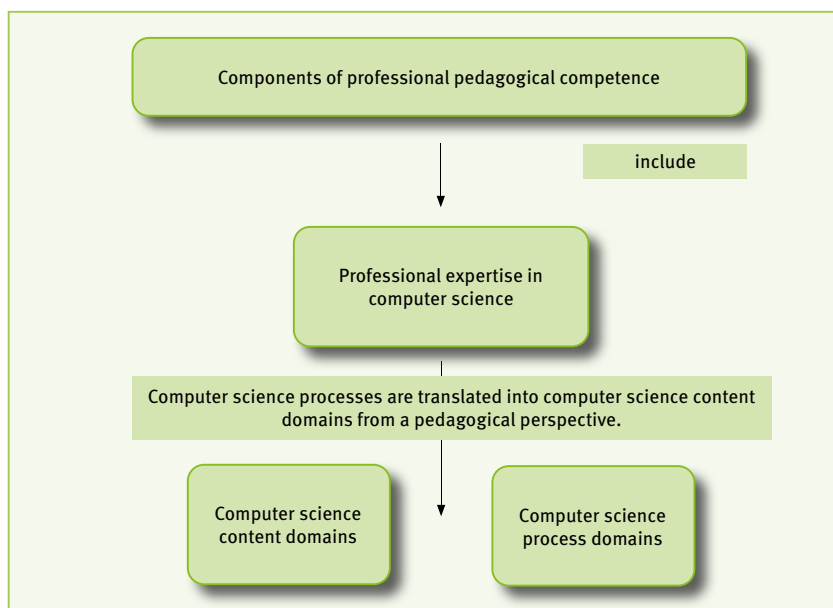 Components of professional pedagogical competence
include
Professional expertise in
computer science
Computer science processes are translated into computer science content
domains from a pedagogical perspective.
Computer science
content domains
Computer science
process domains